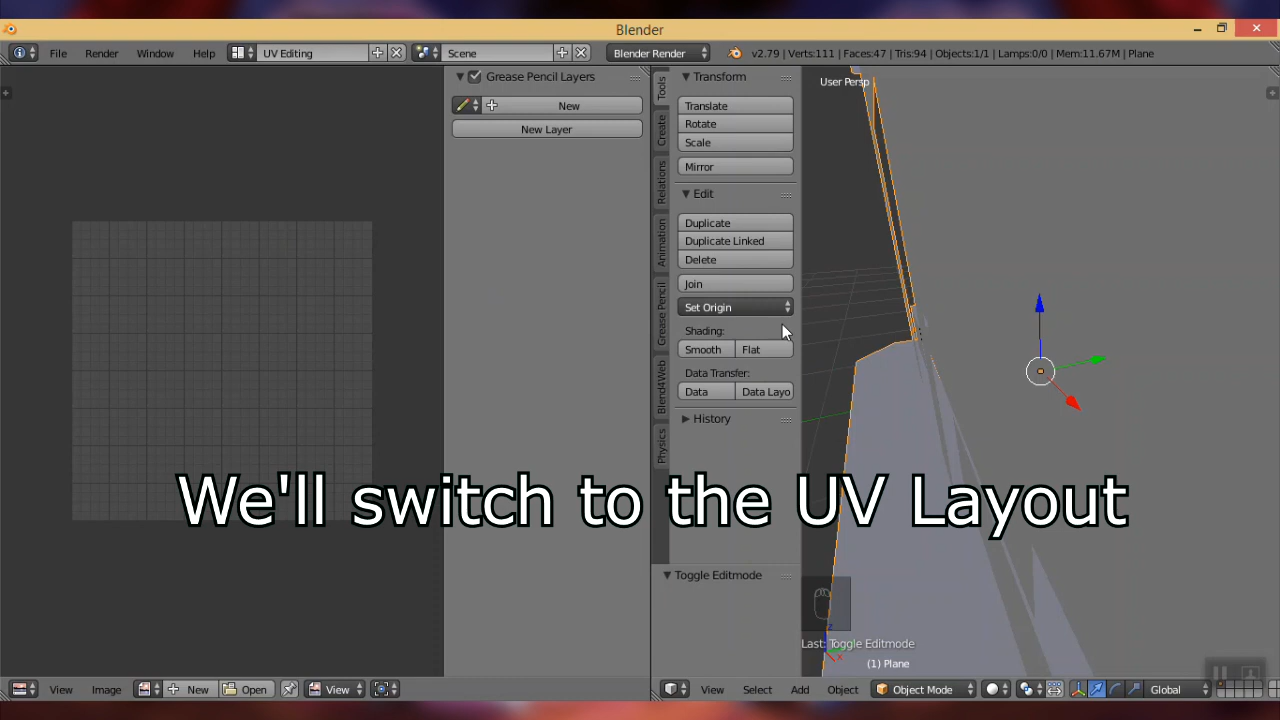 Blender
File Render Window Help UV Editing Scene Blender Render v2.79 | Verts:111 | Faces:47 | Tris:94 | Objects:1/1 | Lamps:0/0 | Mem:11.67M | Plane
Grease Pencil Layers
New
New Layer
Tools
Create
Relations
Animation
Grease Pencil
Blend4Web
Physics
Transform
Translate
Rotate
Scale
Mirror
Edit
Duplicate
Duplicate Linked
Delete
Join
Set Origin
Shading:
Smooth Flat
Data Transfer:
Data Data Layo
History
Toggle Editmode
User Persp
We'll switch to the UV Layout
z
x
Last: Toggle Editmode
(1) Plane
View Image New Open View
View Select Add Object Object Mode Global